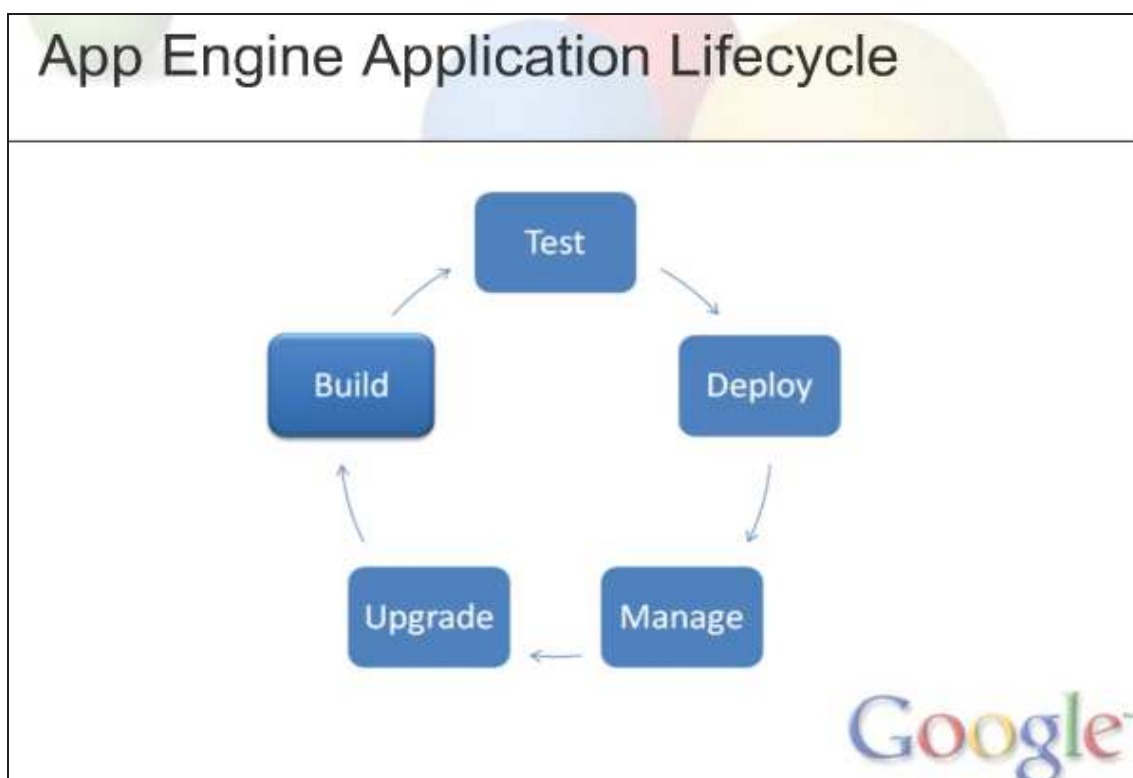 App Engine Application Lifecycle
Test
Build
Deploy
Upgrade
Manage
Google